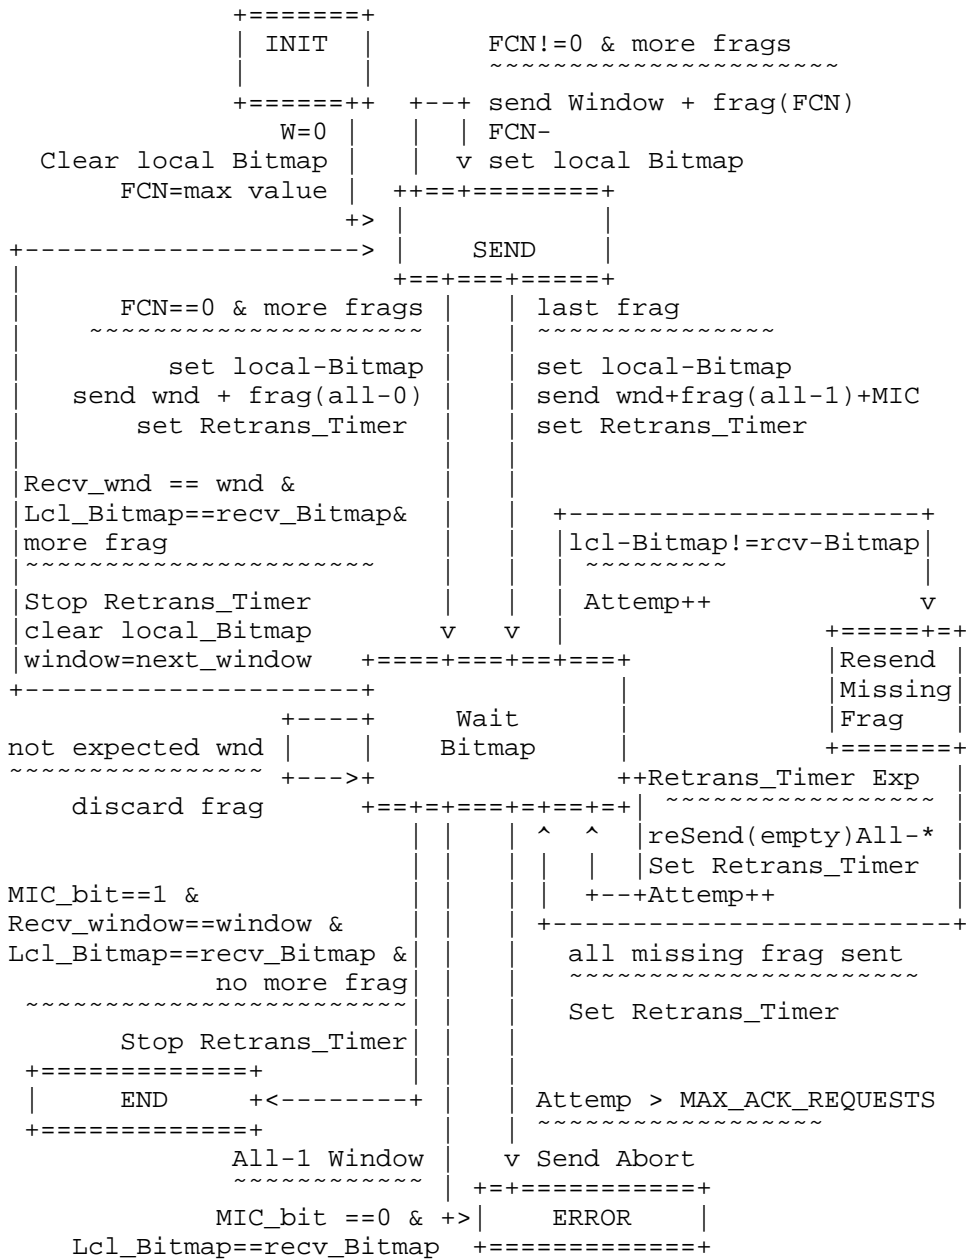 INIT
FCN!=0 & more frags
send Window + frag(FCN)
W=0
FCN-
Clear local Bitmap
set local Bitmap
FCN=max value
SEND
FCN==0 & more frags
last frag
set local-Bitmap
set local-Bitmap
send wnd + frag(all-0)
send wnd+frag(all-1)+MIC
set Retrans_Timer
set Retrans_Timer
Recv_wnd == wnd &
Lcl_Bitmap==recv_Bitmap&
more frag
lcl-Bitmap!=rcv-Bitmap
Stop Retrans_Timer
Attemp++
clear local_Bitmap
window=next_window
Resend
Missing
Frag
Wait
Bitmap
not expected wnd
discard frag
Retrans_Timer Exp
reSend(empty)All-*
Set Retrans_Timer
Attemp++
MIC_bit==1 &
Recv_window==window &
Lcl_Bitmap==recv_Bitmap &
no more frag
all missing frag sent
Set Retrans_Timer
Stop Retrans_Timer
END
Attemp > MAX_ACK_REQUESTS
All-1 Window
Send Abort
MIC_bit ==0 &
ERROR
Lcl_Bitmap==recv_Bitmap